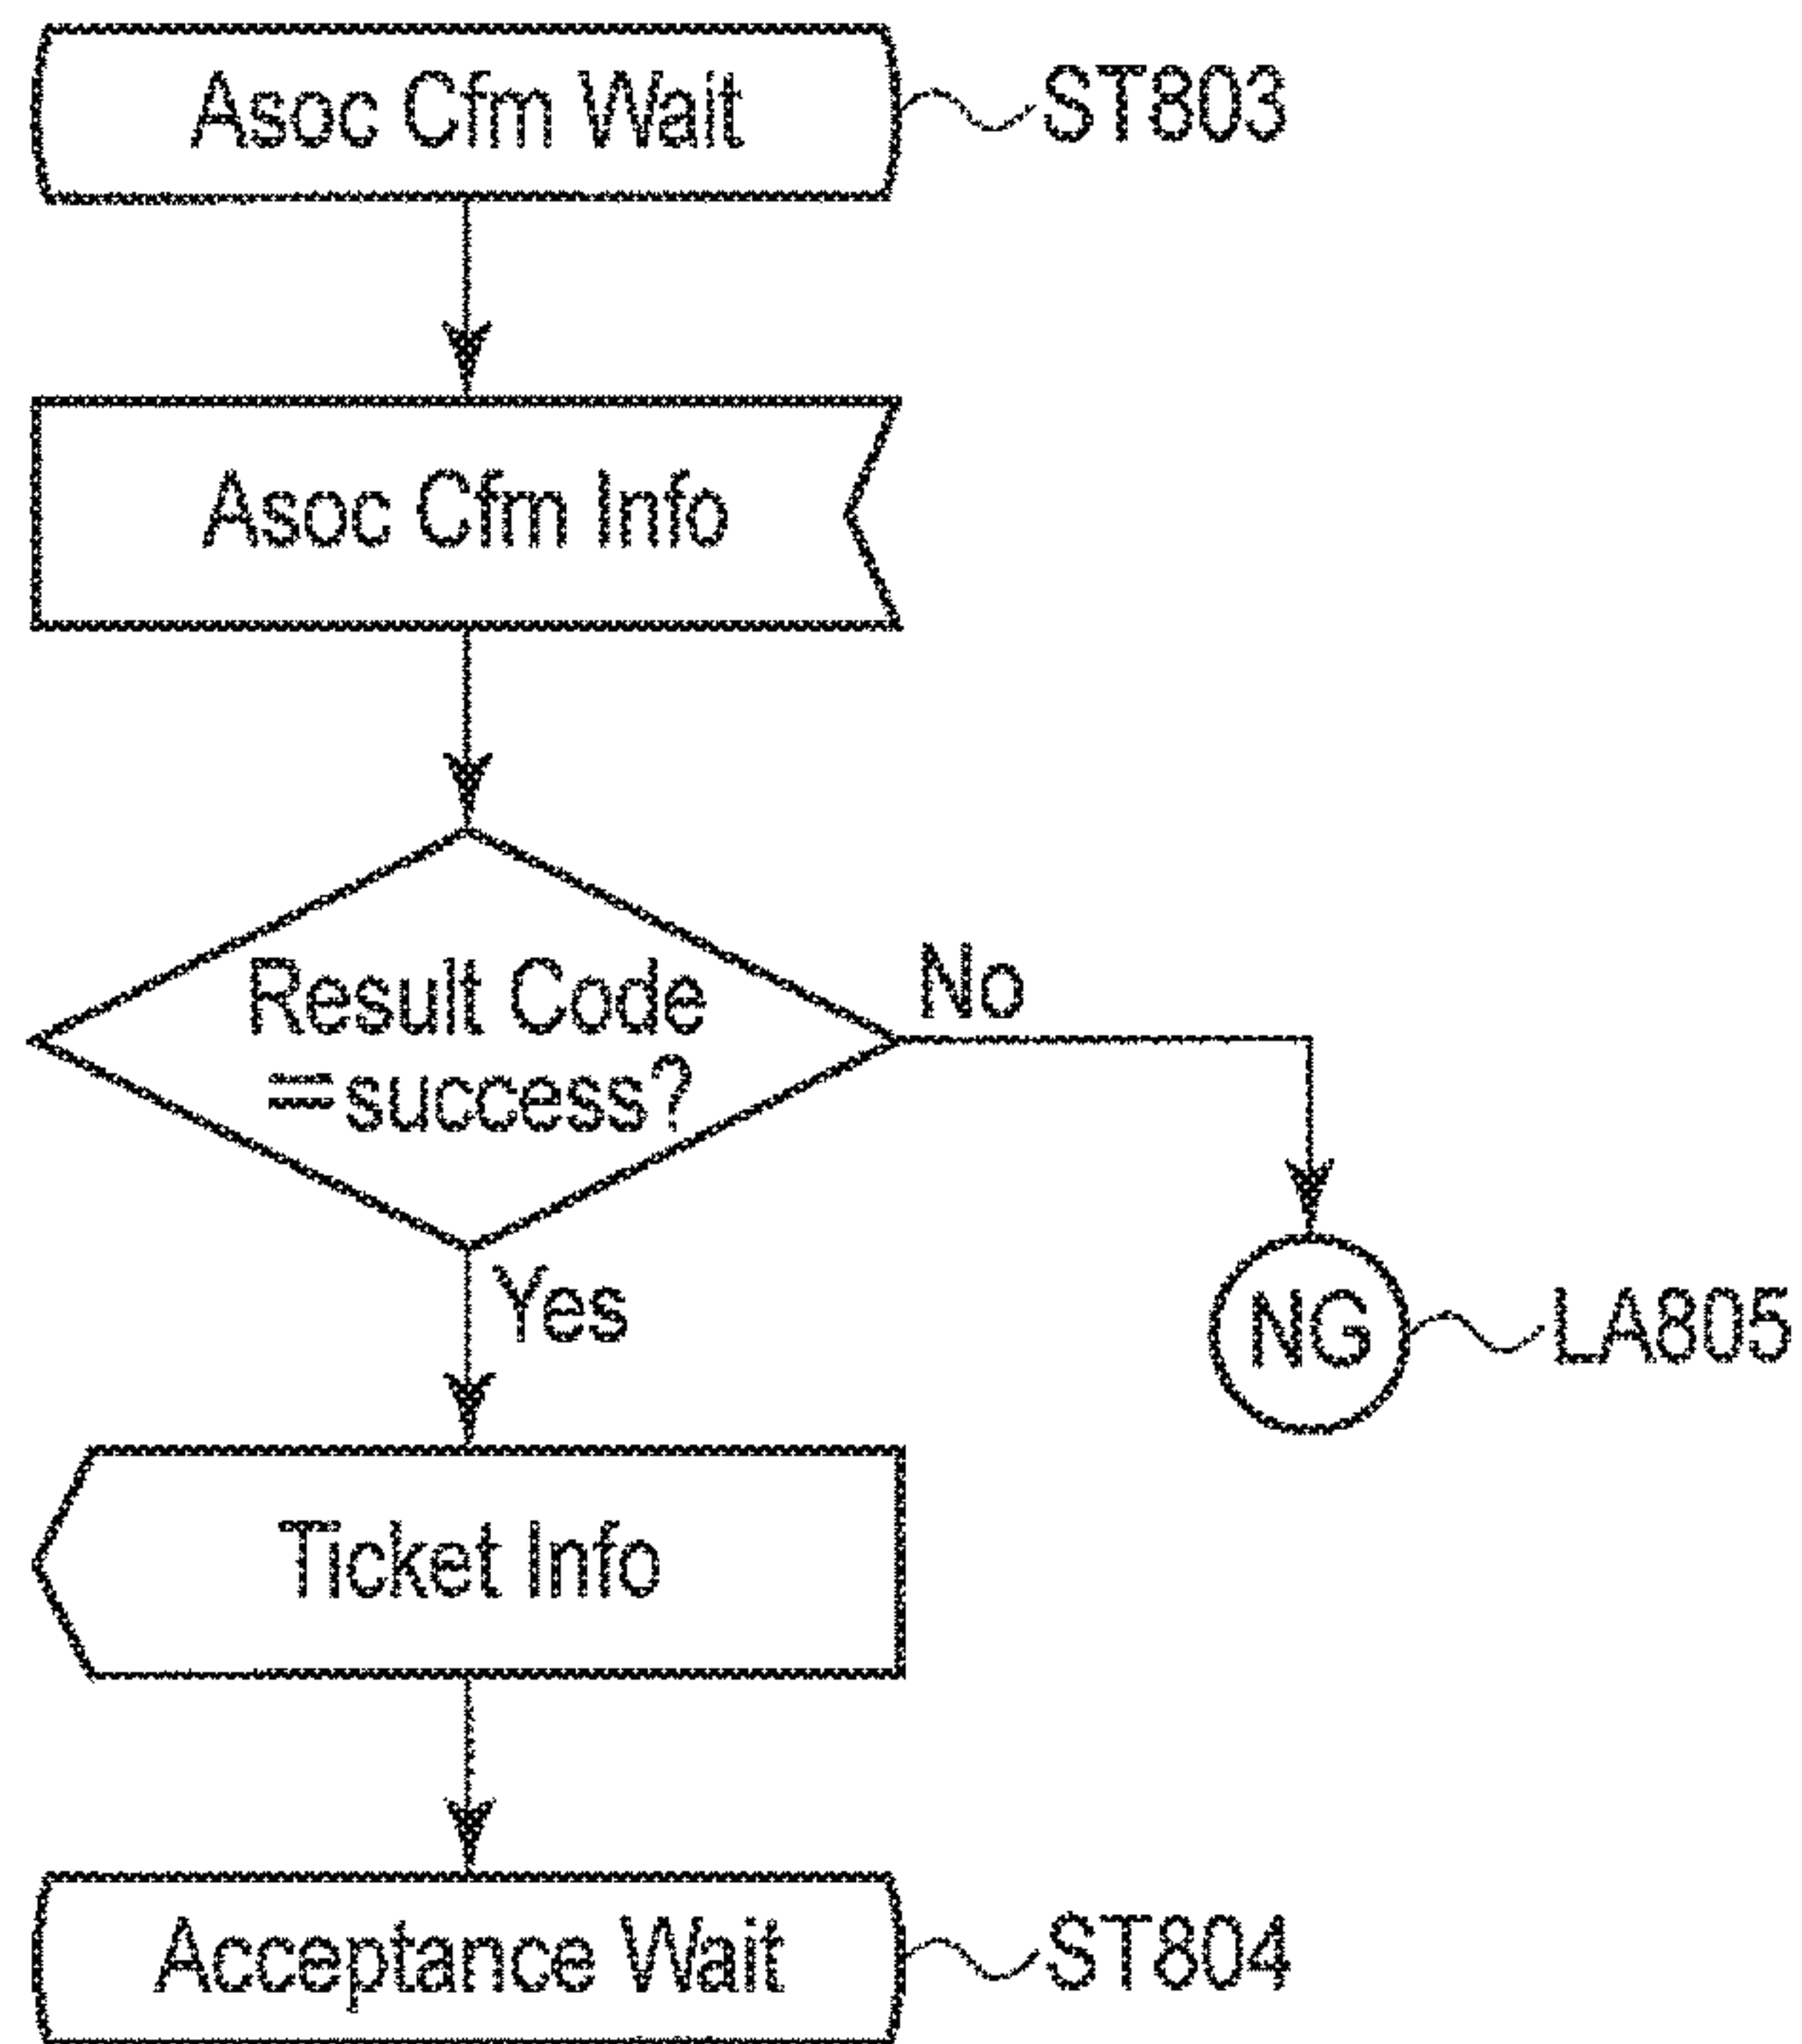 Asoc Cfm Wait
ST803
Asoc Cfm Info
Result Code
=success?
No
Yes
NG
LA805
Ticket Info
Acceptance Wait
ST804